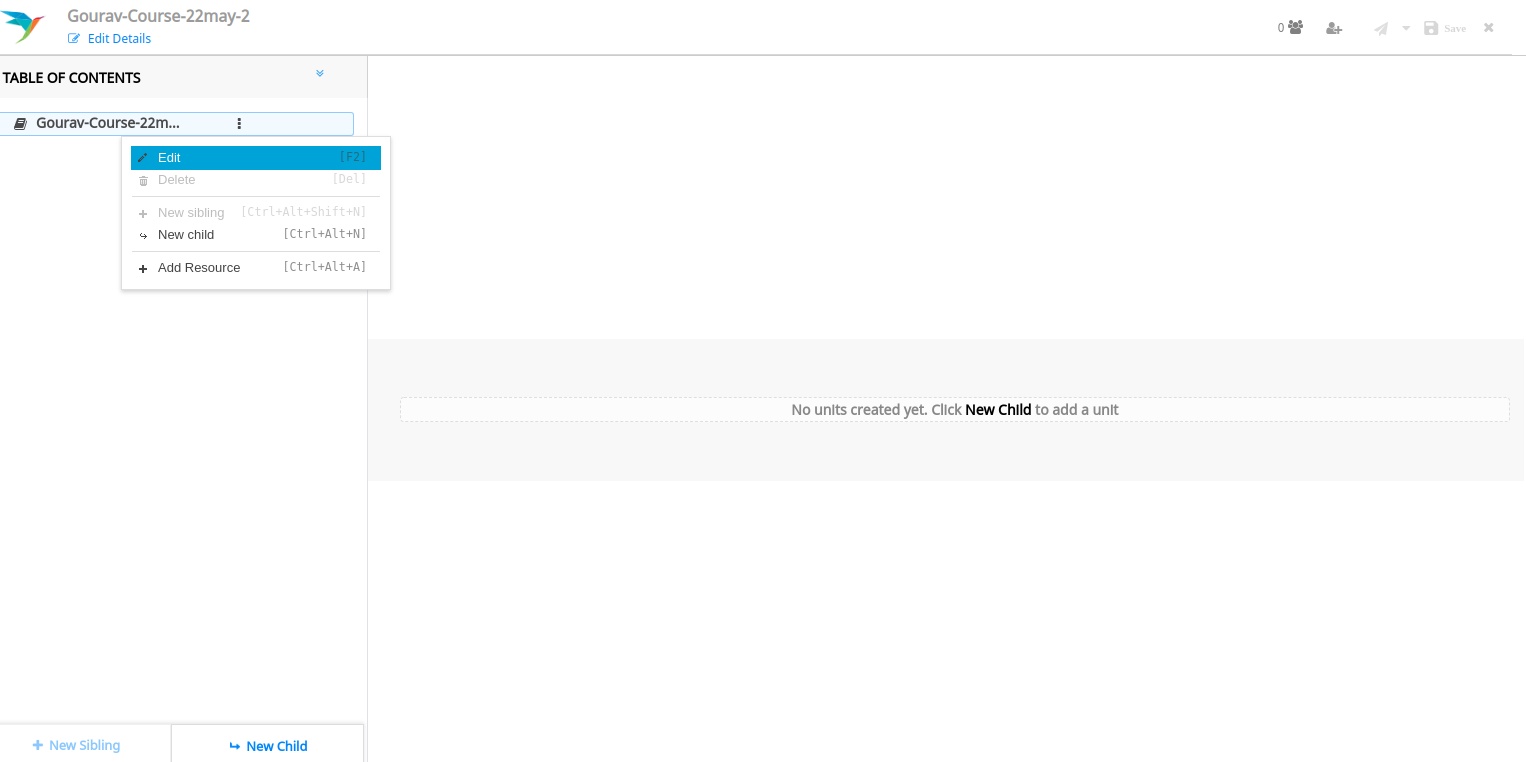 Gourav-Course-22may-2
Edit Details
0
Save
TABLE OF CONTENTS
Gourav-Course-22m...
Edit [F2]
Delete [Del]
New sibling [Ctrl+Alt+Shift+N]
New child [Ctrl+Alt+N]
Add Resource [Ctrl+Alt+A]
No units created yet. Click New Child to add a unit
New Sibling
New Child